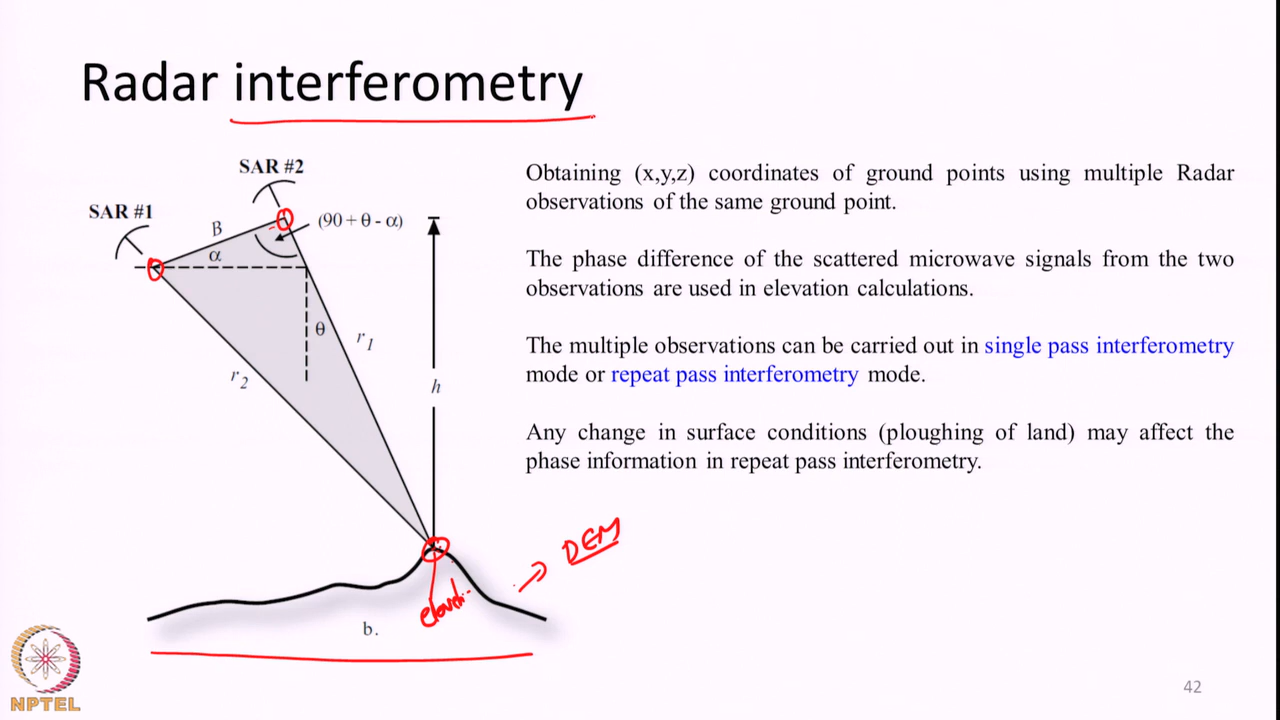 Radar interferometry
SAR #2
SAR #1
B
(90 + θ - α)
α
θ
r1
r2
h
b.
Obtaining (x,y,z) coordinates of ground points using multiple Radar
observations of the same ground point.
The phase difference of the scattered microwave signals from the two
observations are used in elevation calculations.
The multiple observations can be carried out in single pass interferometry
mode or repeat pass interferometry mode.
Any change in surface conditions (ploughing of land) may affect the
phase information in repeat pass interferometry.
DEM
NPTEL
42